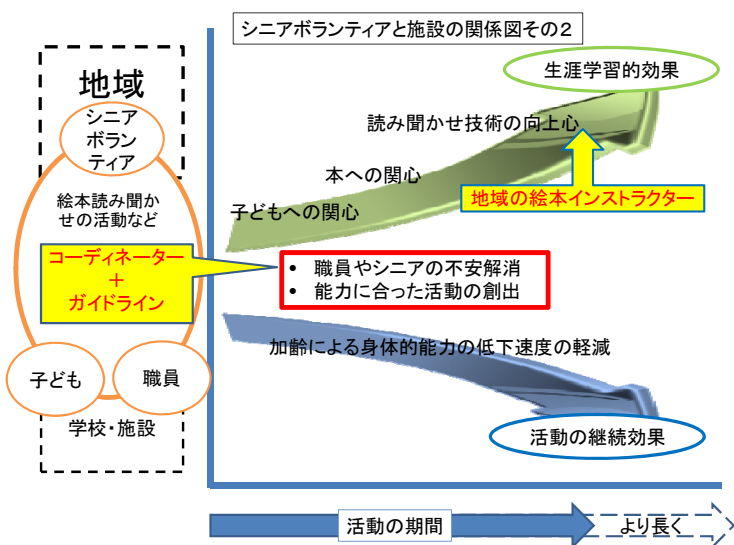 シニアボランティアと施設の関係図その２
地域
シニア
ボラン
ティア
絵本読み聞か
せの活動など
コーディネーター
＋
ガイドライン
子ども
職員
学校・施設
生涯学習的効果
読み聞かせ技術の向上心
本への関心
子どもへの関心
地域の絵本インストラクター
• 職員やシニアの不安解消
• 能力に合った活動の創出
加齢による身体的能力の低下速度の軽減
活動の継続効果
活動の期間
より長く